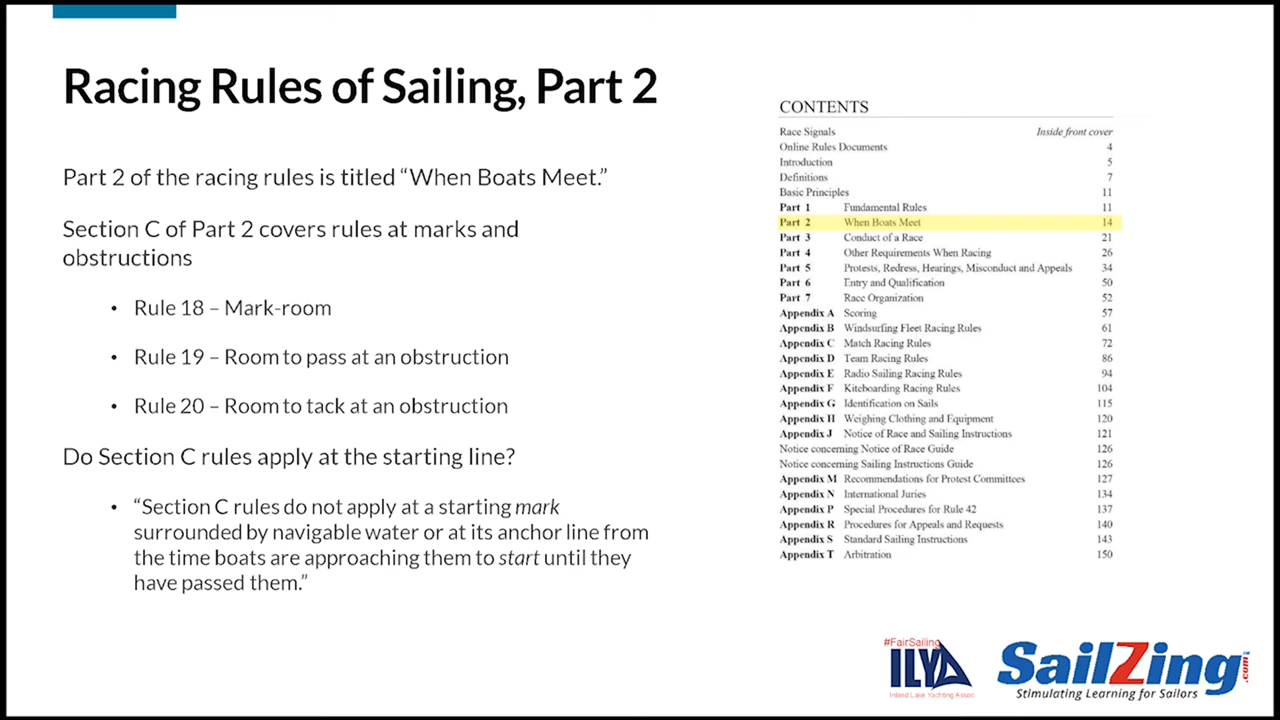 Racing Rules of Sailing, Part 2
Part 2 of the racing rules is titled “When Boats Meet.”
Section C of Part 2 covers rules at marks and
obstructions
• Rule 18 – Mark-room
• Rule 19 – Room to pass at an obstruction
• Rule 20 – Room to tack at an obstruction
Do Section C rules apply at the starting line?
• “Section C rules do not apply at a starting mark
surrounded by navigable water or at its anchor line from
the time boats are approaching them to start until they
have passed them.”
CONTENTS
Race Signals Inside front cover
Online Rules Documents 4
Introduction 5
Definitions 7
Basic Principles 11
Part 1 Fundamental Rules 11
Part 2 When Boats Meet 14
Part 3 Conduct of a Race 21
Part 4 Other Requirements When Racing 26
Part 5 Protests, Redress, Hearings, Misconduct and Appeals 34
Part 6 Entry and Qualification 50
Part 7 Race Organization 52
Appendix A Scoring 57
Appendix B Windsurfing Fleet Racing Rules 61
Appendix C Match Racing Rules 72
Appendix D Team Racing Rules 86
Appendix E Radio Sailing Racing Rules 94
Appendix F Kiteboarding Racing Rules 104
Appendix G Identification on Sails 115
Appendix H Weighing Clothing and Equipment 120
Appendix J Notice of Race and Sailing Instructions 121
Notice concerning Notice of Race Guide 126
Notice concerning Sailing Instructions Guide 126
Appendix M Recommendations for Protest Committees 127
Appendix N International Juries 134
Appendix P Special Procedures for Rule 42 137
Appendix R Procedures for Appeals and Requests 140
Appendix S Standard Sailing Instructions 143
Appendix T Arbitration 150
#FairSailing
ILYA
Inland Lake Yachting Assoc.
SailZing.com
Stimulating Learning for Sailors